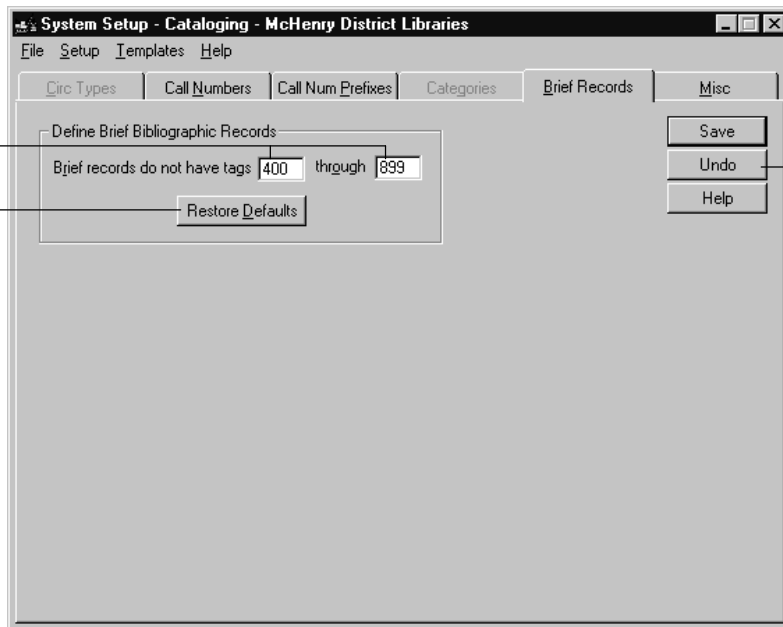 System Setup - Cataloging - McHenry District Libraries
File Setup Templates Help
Circ Types Call Numbers Call Num Prefixes Categories Brief Records Misc
Define Brief Bibliographic Records
Brief records do not have tags 400 through 899
Restore Defaults
Save
Undo
Help